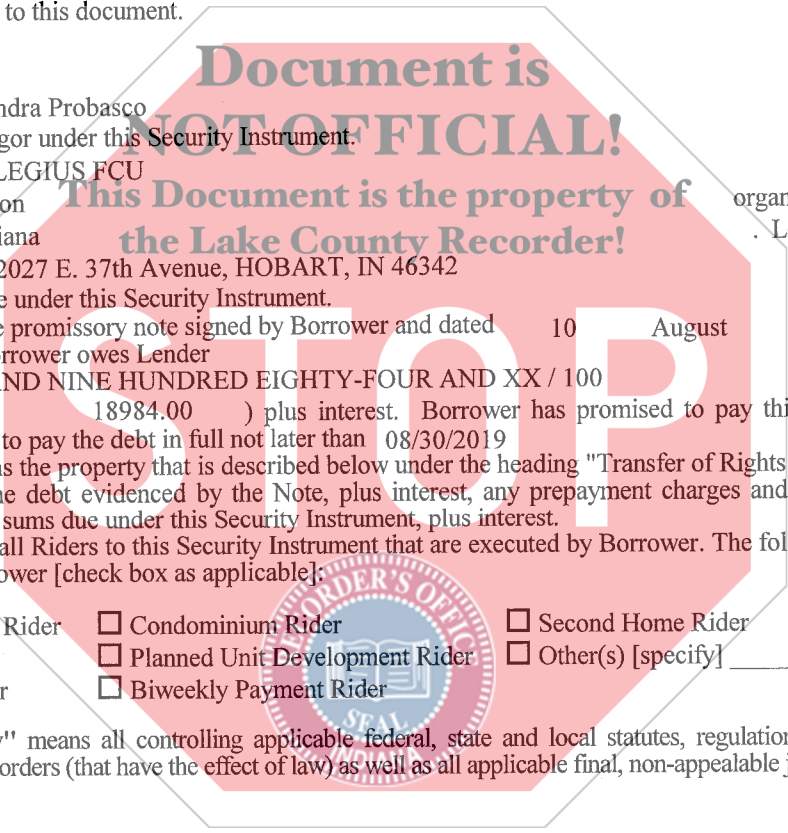 to this document.
Document is
ndra Probasco
NOT OFFICIAL!
gor under this Security Instrument.
LEGIUS FCU
This Document is the property of
on organ
iana . L
the Lake County Recorder!
2027 E. 37th Avenue, HOBART, IN 46342
e under this Security Instrument.
e promissory note signed by Borrower and dated 10 August
rrower owes Lender
AND NINE HUNDRED EIGHTY-FOUR AND XX / 100
18984.00 ) plus interest. Borrower has promised to pay thi
to pay the debt in full not later than 08/30/2019
ns the property that is described below under the heading "Transfer of Rights
he debt evidenced by the Note, plus interest, any prepayment charges and
sums due under this Security Instrument, plus interest.
all Riders to this Security Instrument that are executed by Borrower. The fol
ower [check box as applicable]:
STOP
Rider ☐ Condominium Rider ☐ Second Home Rider
☐ Planned Unit Development Rider ☐ Other(s) [specify] ____
r ☐ Biweekly Payment Rider
RECORDER'S OFFICE
SEAL
INDIANA
y" means all controlling applicable federal, state and local statutes, regulation
orders (that have the effect of law) as well as all applicable final, non-appealable j